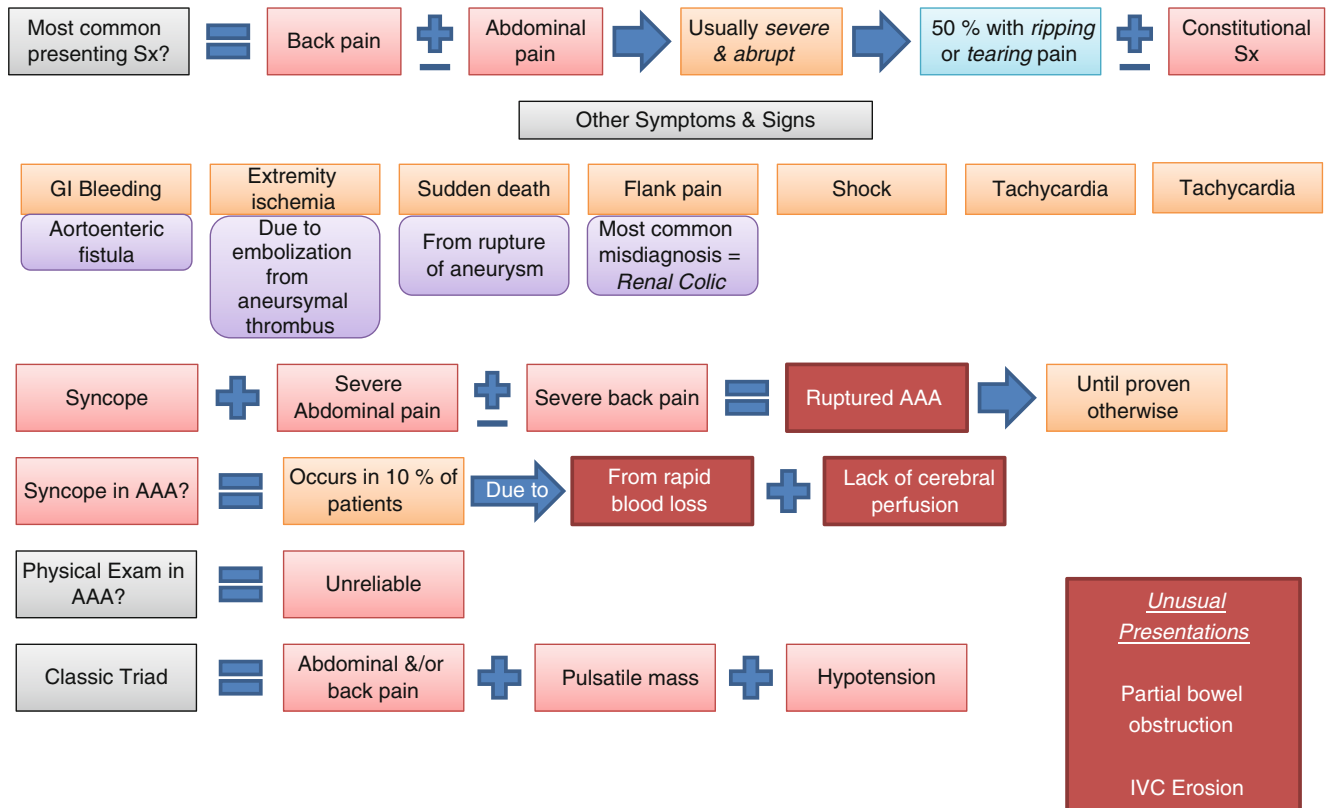 Most common
presenting Sx?
Back pain
Abdominal
pain
Usually severe
& abrupt
50 % with ripping
or tearing pain
Constitutional
Sx
Other Symptoms & Signs
GI Bleeding
Aortoenteric
fistula
Extremity
ischemia
Due to
embolization
from
aneursymal
thrombus
Sudden death
From rupture
of aneurysm
Flank pain
Most common
misdiagnosis =
Renal Colic
Shock
Tachycardia
Tachycardia
Syncope
Severe
Abdominal pain
Severe back pain
Ruptured AAA
Until proven
otherwise
Syncope in AAA?
Occurs in 10 % of
patients
Due to
From rapid
blood loss
Lack of cerebral
perfusion
Physical Exam in
AAA?
Unreliable
Classic Triad
Abdominal &/or
back pain
Pulsatile mass
Hypotension
Unusual
Presentations
Partial bowel
obstruction
IVC Erosion